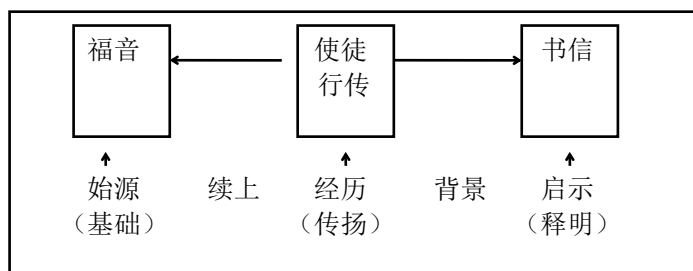 福音 使徒 书信
行传
始源 续上 经历 背景 启示
（基础） （传扬） （释明）